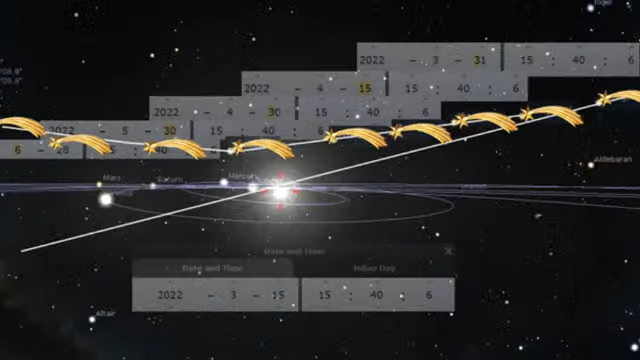 2022 - 3 - 31 15 : 40 : 6
2022 - 4 - 15 15 : 40 : 6
2022 - 4 - 30 15 : 40 : 6
2022 - 5 - 30 15 : 40 : 6
Aldebaran
Mars Saturn Mercury
Date and Time X
Date and Time Julian Day
2022 - 3 - 15 15 : 40 : 6
Altair